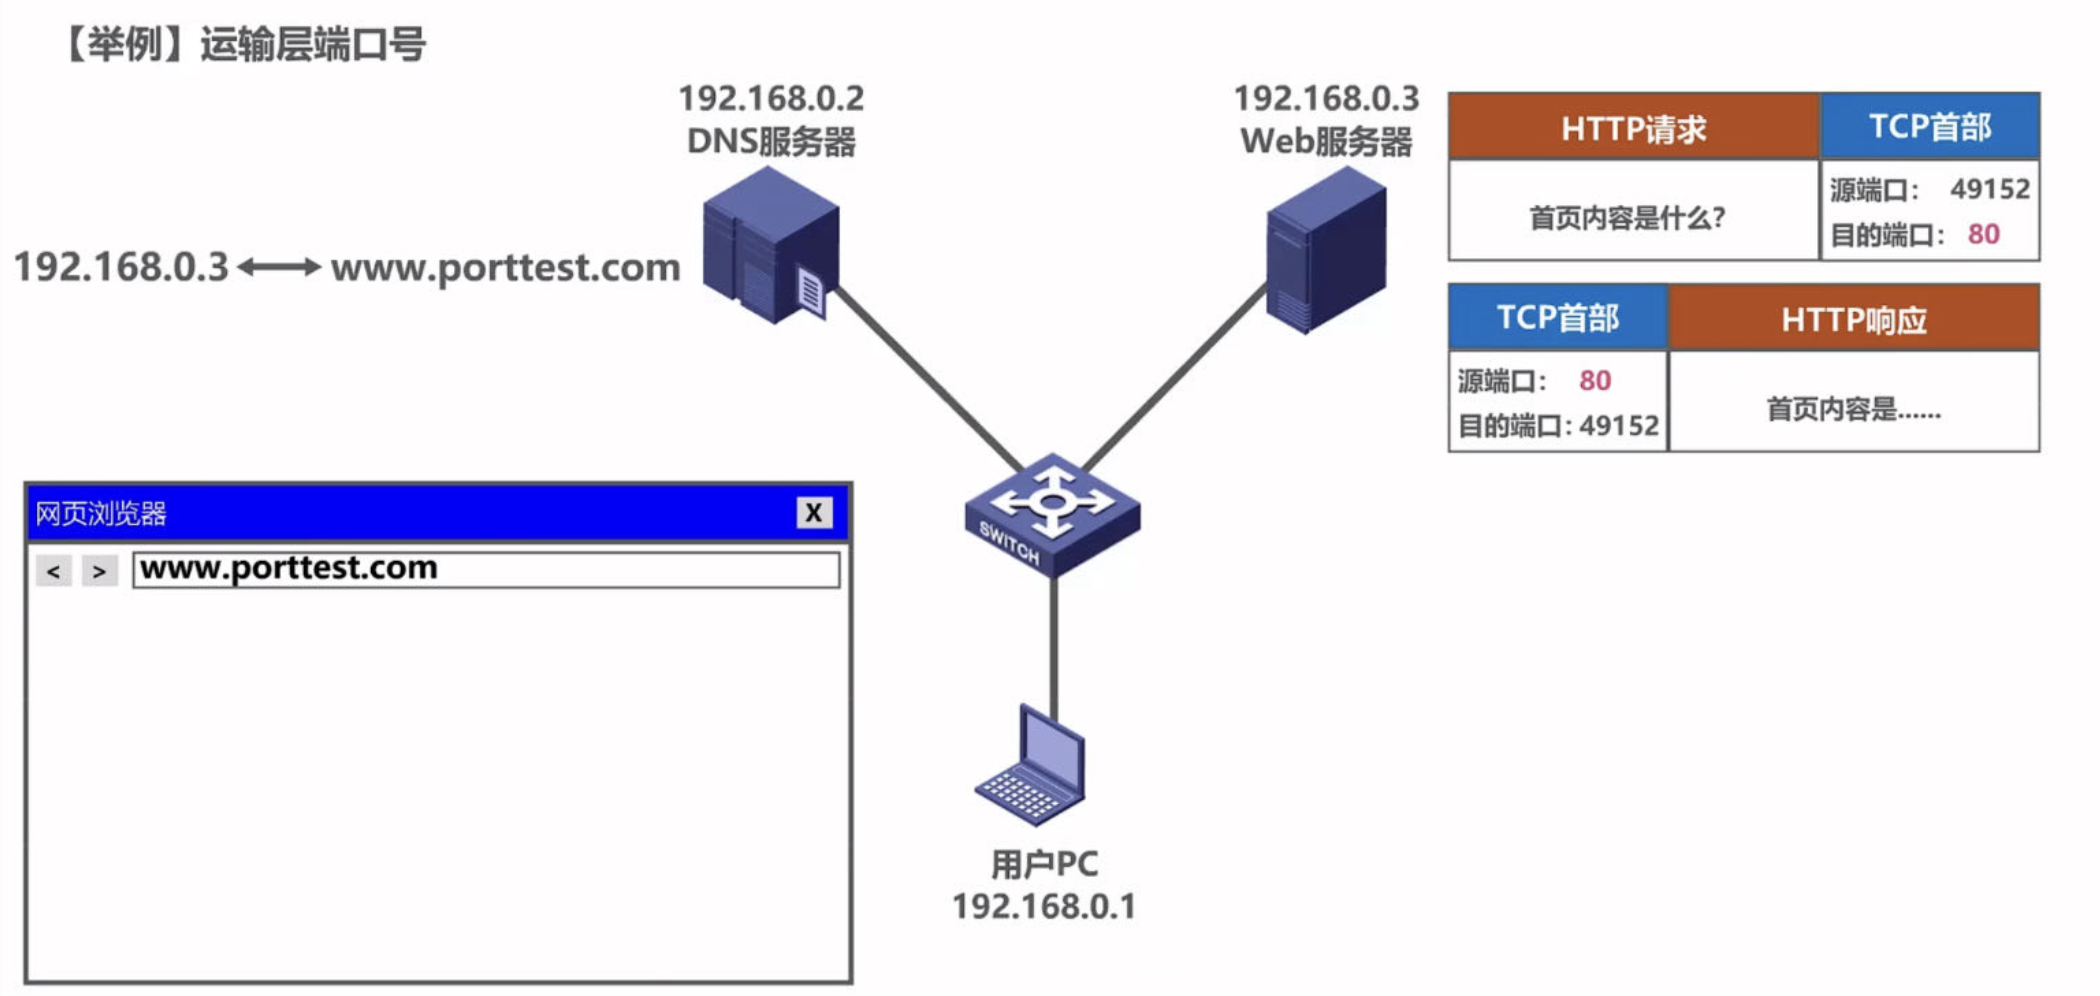 【举例】运输层端口号
192.168.0.2
DNS服务器
192.168.0.3
Web服务器
HTTP请求
TCP首部
首页内容是什么?
源端口: 49152
目的端口: 80
TCP首部
HTTP响应
源端口: 80
目的端口: 49152
首页内容是......
192.168.0.3
www.porttest.com
网页浏览器
X
<
>
www.porttest.com
SWITCH
用户PC
192.168.0.1